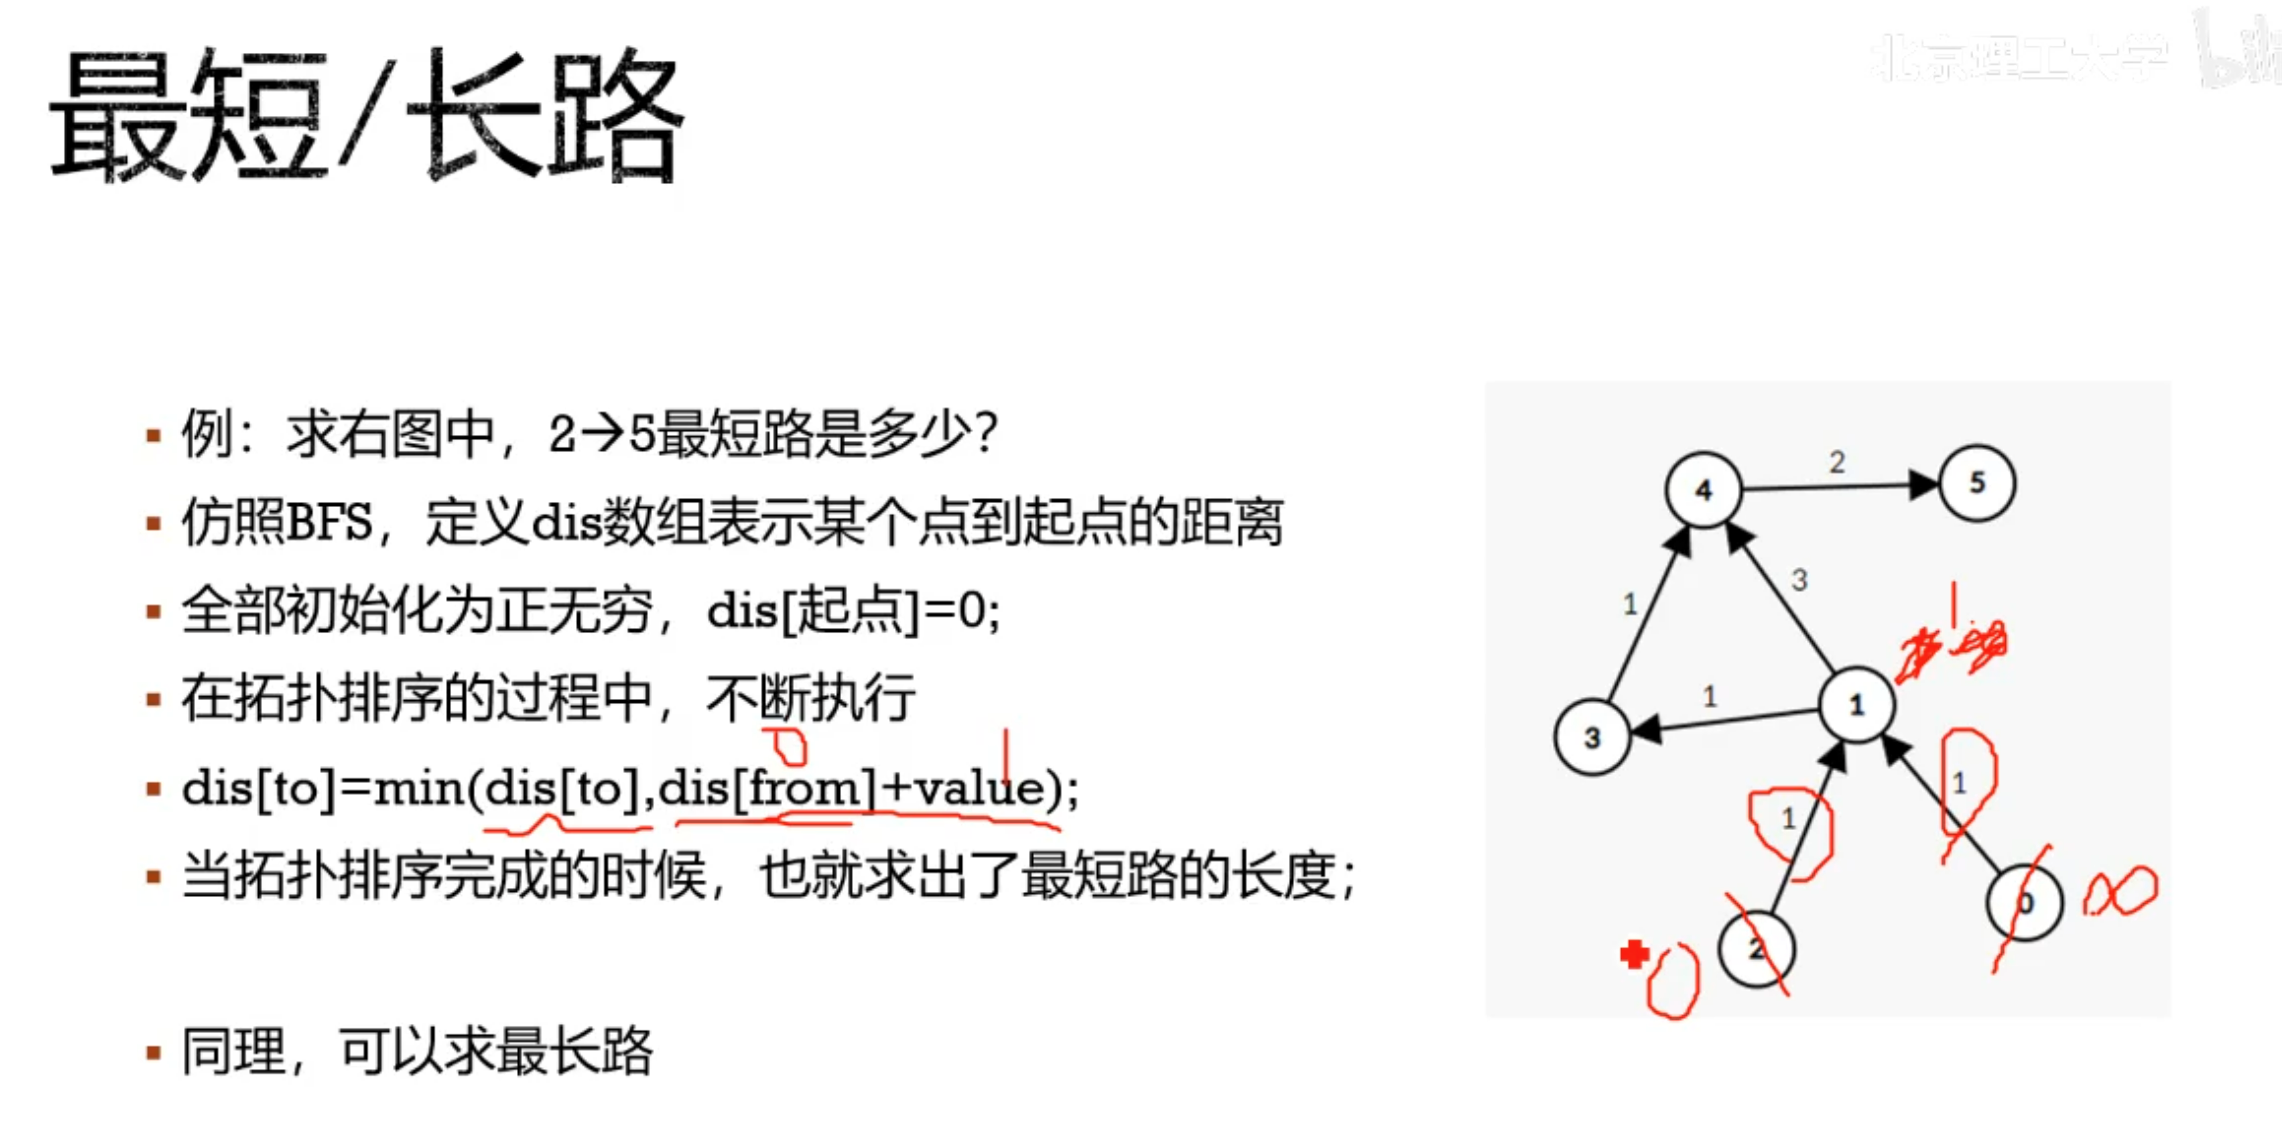 北京理工大学
最短/长路
例：求右图中，2→5最短路是多少？
仿照BFS，定义dis数组表示某个点到起点的距离
全部初始化为正无穷，dis[起点]=0;
在拓扑排序的过程中，不断执行
0 1
dis[to]=min(dis[to],dis[from]+value);
当拓扑排序完成的时候，也就求出了最短路的长度；
同理，可以求最长路
4 2 5
3
1
1
1
1
3
1
1
2
0
∞
0